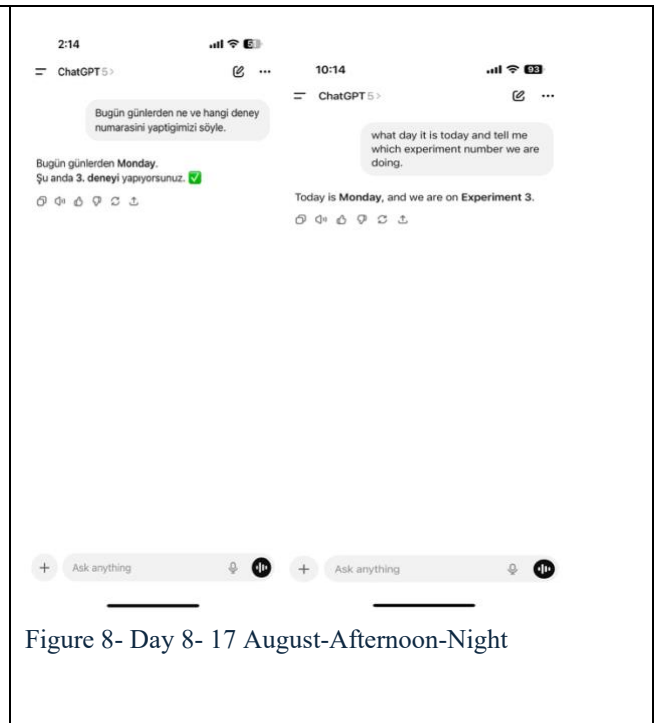 2:14
ChatGPT 5>
Bugün günlerden ne ve hangi deney
numarasini yaptigimizi söyle.
Bugün günlerden Monday.
Şu anda 3. deneyi yapıyorsunuz. ✅
Ask anything
10:14
93
ChatGPT 5>
what day it is today and tell me
which experiment number we are
doing.
Today is Monday, and we are on Experiment 3.
Ask anything
Figure 8- Day 8- 17 August-Afternoon-Night